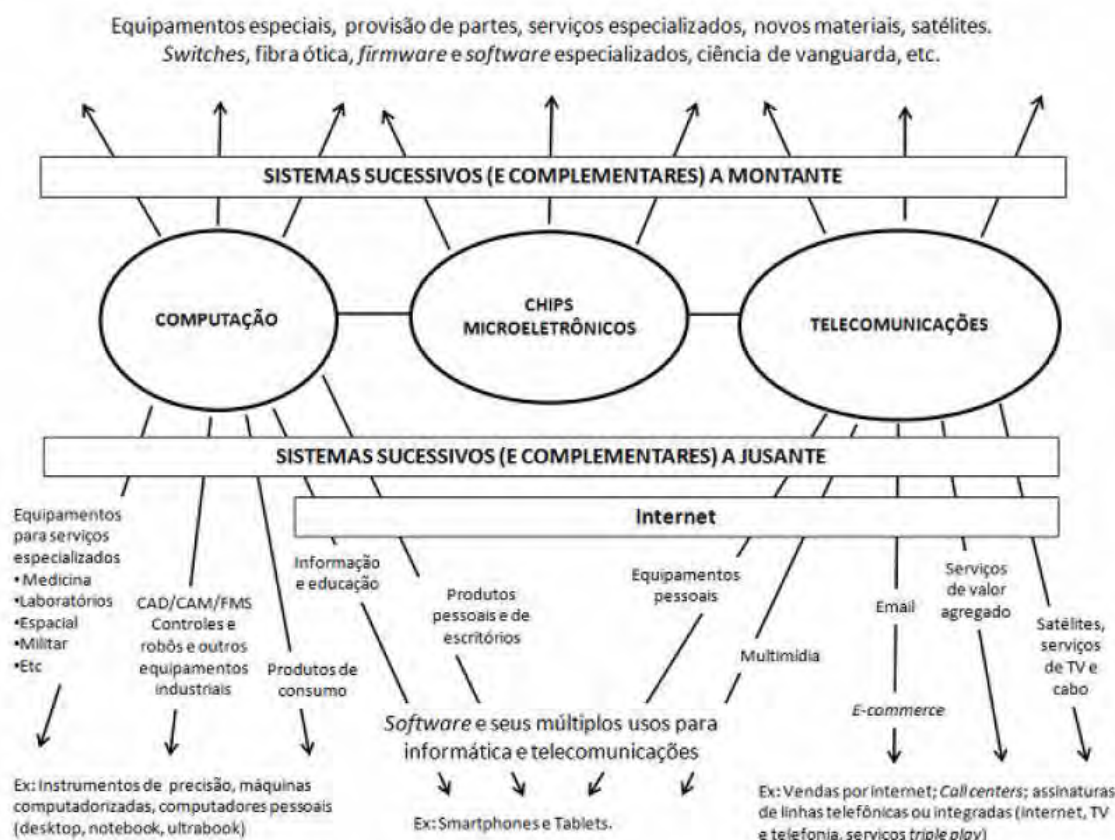 Equipamentos especiais, provisão de partes, serviços especializados, novos materiais, satélites.
Switches, fibra ótica, firmware e software especializados, ciência de vanguarda, etc.
SISTEMAS SUCESSIVOS (E COMPLEMENTARES) A MONTANTE
COMPUTAÇÃO
CHIPS
MICROELETRÔNICOS
TELECOMUNICAÇÕES
SISTEMAS SUCESSIVOS (E COMPLEMENTARES) A JUSANTE
Internet
Equipamentos
para serviços
especializados
•Medicina
•Laboratórios
•Espacial
•Militar
•Etc
CAD/CAM/FMS
Controles e
robôs e outros
equipamentos
industriais
Produtos de
consumo
Informação
e educação
Produtos
pessoais e de
escritórios
Equipamentos
pessoais
Multimídia
Email
E-commerce
Serviços
de valor
agregado
Satélites,
serviços
de TV e
cabo
Software e seus múltiplos usos para
informática e telecomunicações
Ex: Instrumentos de precisão, máquinas
computadorizadas, computadores pessoais
(desktop, notebook, ultrabook)
Ex: Smartphones e Tablets.
Ex: Vendas por internet; Call centers; assinaturas
de linhas telefônicas ou integradas (internet, TV
e telefonia, serviços triple play)